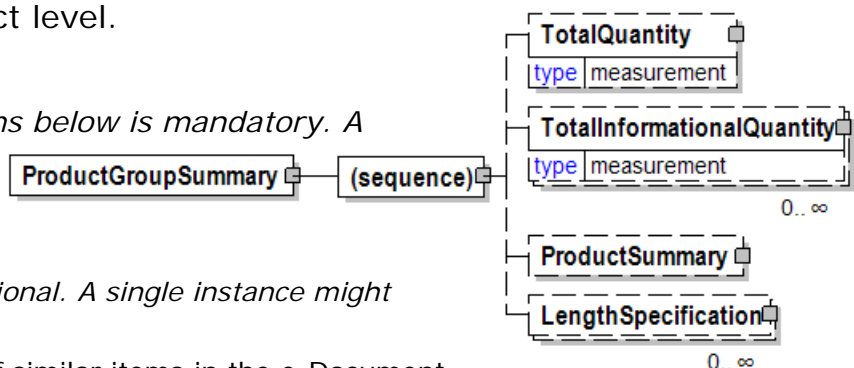 ct level.
TotalQuantity
type measurement
ns below is mandatory. A
TotalInformationalQuantity
type measurement
0.. ∞
ProductGroupSummary
(sequence)
ProductSummary
ional. A single instance might
LengthSpecification
0.. ∞
f similar items in the e-Document